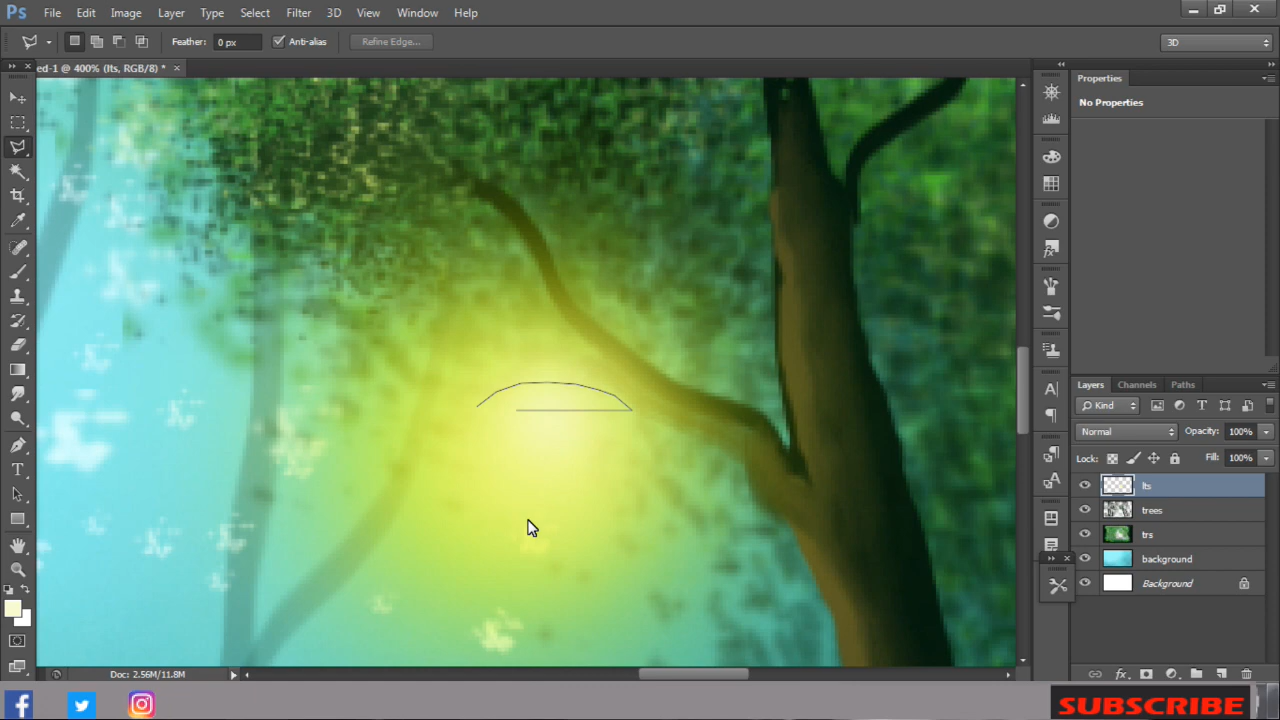 Ps File Edit Image Layer Type Select Filter 3D View Window Help
Feather: 0 px Anti-alias Refine Edge... 3D
ed-1 @ 400% (lts, RGB/8) * ×
Properties
No Properties
Layers Channels Paths
Kind
Normal Opacity: 100%
Lock: Fill: 100%
lts
trees
trs
background
Background
Doc: 2.56M/11.8M
SUBSCRIBE